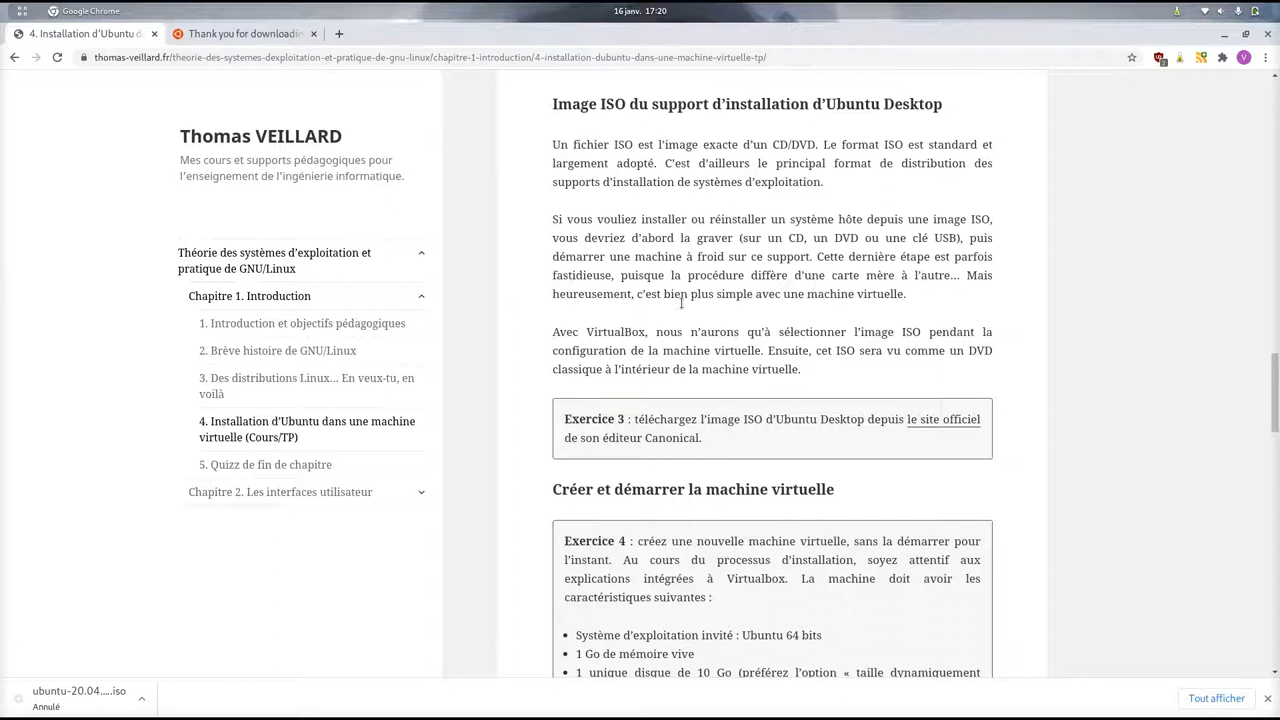 Google Chrome
16 janv. 17:20
4. Installation d'Ubuntu d
Thank you for downloadin
thomas-veillard.fr/theorie-des-systemes-dexploitation-et-pratique-de-gnu-linux/chapitre-1-introduction/4-installation-dubuntu-dans-une-machine-virtuelle-tp/
2
V
Thomas VEILLARD
Mes cours et supports pédagogiques pour
l'enseignement de l'ingénierie informatique.
Théorie des systèmes d'exploitation et
pratique de GNU/Linux
Chapitre 1. Introduction
1. Introduction et objectifs pédagogiques
2. Brève histoire de GNU/Linux
3. Des distributions Linux… En veux-tu, en
voilà
4. Installation d'Ubuntu dans une machine
virtuelle (Cours/TP)
5. Quizz de fin de chapitre
Chapitre 2. Les interfaces utilisateur
Image ISO du support d'installation d'Ubuntu Desktop
Un fichier ISO est l'image exacte d'un CD/DVD. Le format ISO est standard et
largement adopté. C'est d'ailleurs le principal format de distribution des
supports d'installation de systèmes d'exploitation.
Si vous vouliez installer ou réinstaller un système hôte depuis une image ISO,
vous devriez d'abord la graver (sur un CD, un DVD ou une clé USB), puis
démarrer une machine à froid sur ce support. Cette dernière étape est parfois
fastidieuse, puisque la procédure diffère d'une carte mère à l'autre… Mais
heureusement, c'est bien plus simple avec une machine virtuelle.
Avec VirtualBox, nous n'aurons qu'à sélectionner l'image ISO pendant la
configuration de la machine virtuelle. Ensuite, cet ISO sera vu comme un DVD
classique à l'intérieur de la machine virtuelle.
Exercice 3 : téléchargez l'image ISO d'Ubuntu Desktop depuis le site officiel
de son éditeur Canonical.
Créer et démarrer la machine virtuelle
Exercice 4 : créez une nouvelle machine virtuelle, sans la démarrer pour
l'instant. Au cours du processus d'installation, soyez attentif aux
explications intégrées à Virtualbox. La machine doit avoir les
caractéristiques suivantes :
• Système d'exploitation invité : Ubuntu 64 bits
• 1 Go de mémoire vive
• 1 unique disque de 10 Go (préférez l'option « taille dynamiquement
ubuntu-20.04.....iso
Annulé
Tout afficher